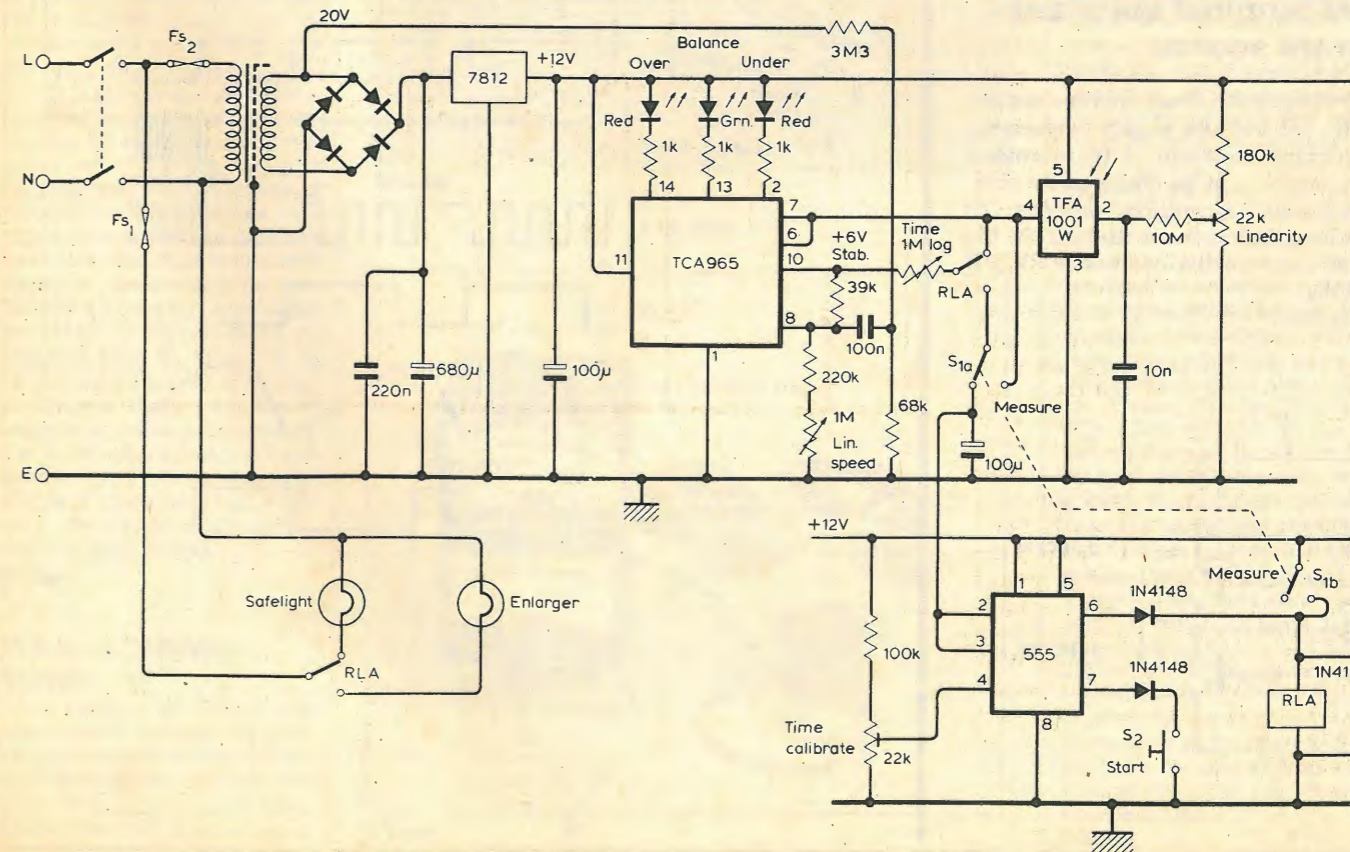 20V
3M3
Balance
Over
Under
L
Fs2
7812
+12V
Red
Grn.
Red
1k
1k
1k
180k
N
Fs1
14
13
2
5
4
TFA
1001
W
2
3
10M
22k
Linearity
TCA965
11
7
6
10
8
1
+6V
Stab.
Time
1M log
39k
RLA
100n
220n
680µ
100µ
220k
1M
Lin.
speed
68k
S1a
Measure
100µ
10n
E
+12V
Safelight
Enlarger
RLA
100k
Time
calibrate
22k
1
5
2
3
4
555
6
7
8
1N4148
1N4148
S2
Start
Measure
S1b
1N41
RLA